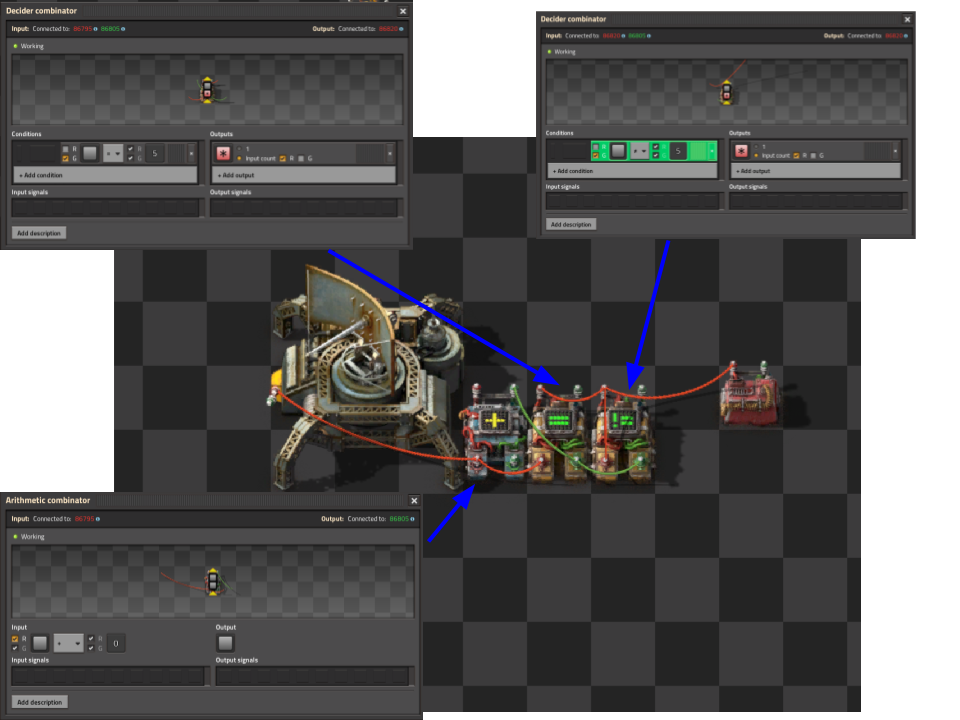 Decider combinator
Input: Connected to: 86795 86805
Output: Connected to: 86820
Working
Conditions
Outputs
R
G
R
G
5
1
Input count
R
G
+ Add condition
+ Add output
Input signals
Output signals
Add description
Decider combinator
Input: Connected to: 86820 86805
Output: Connected to: 86820
Working
Conditions
Outputs
R
G
R
G
5
1
Input count
R
G
+ Add condition
+ Add output
Input signals
Output signals
Add description
Arithmetic combinator
Input: Connected to: 86795
Output: Connected to: 86805
Working
Input
Output
R
G
R
G
0
Input signals
Output signals
Add description